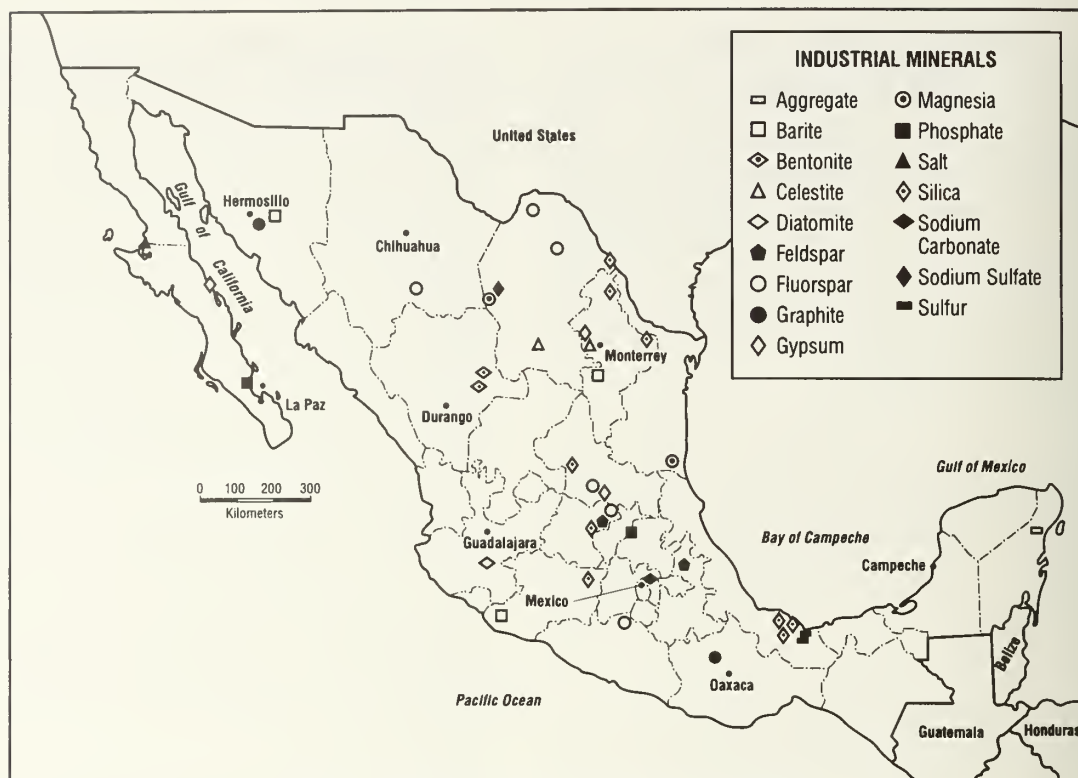 INDUSTRIAL MINERALS
Aggregate
Barite
Bentonite
Celestite
Diatomite
Feldspar
Fluorspar
Graphite
Gypsum
Magnesia
Phosphate
Salt
Silica
Sodium
Carbonate
Sodium Sulfate
Sulfur
United States
Hermosillo
Gulf of California
Chihuahua
Monterrey
La Paz
Durango
0 100 200 300
Kilometers
Gulf of Mexico
Guadalajara
Bay of Campeche
Campeche
Mexico
Belize
Oaxaca
Pacific Ocean
Guatemala
Honduras